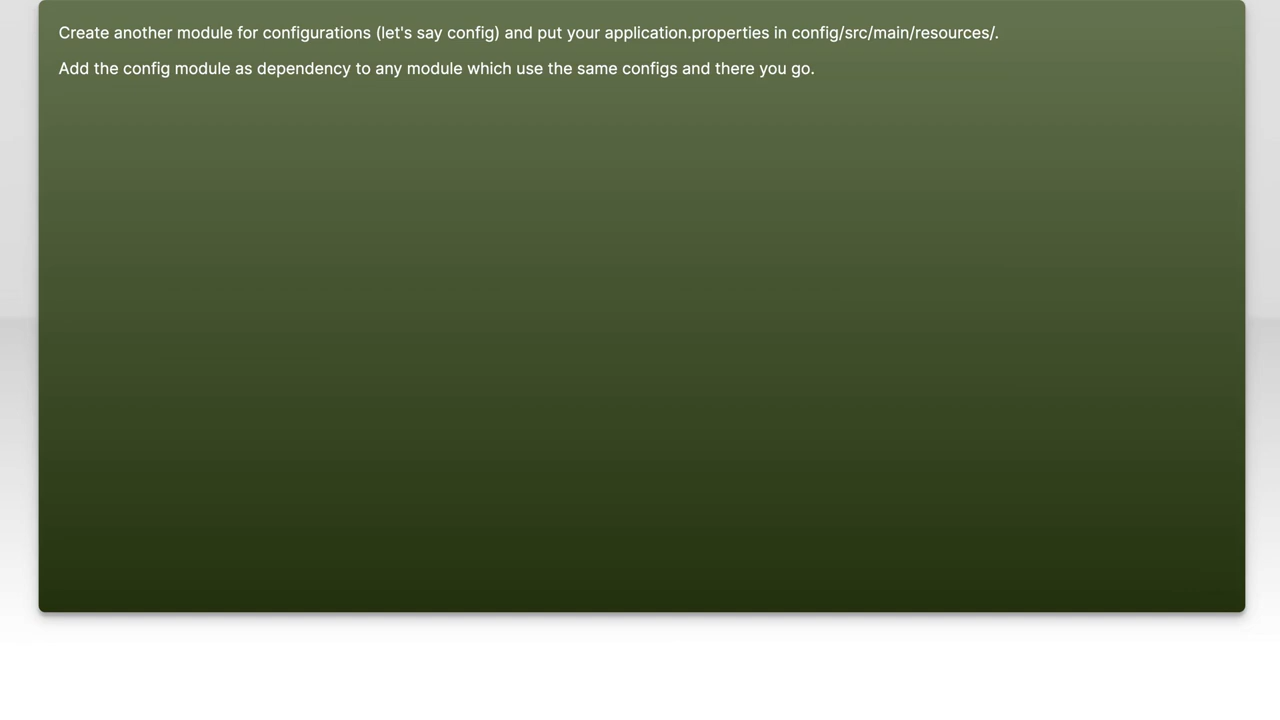 Create another module for configurations (let's say config) and put your application.properties in config/src/main/resources/.
Add the config module as dependency to any module which use the same configs and there you go.